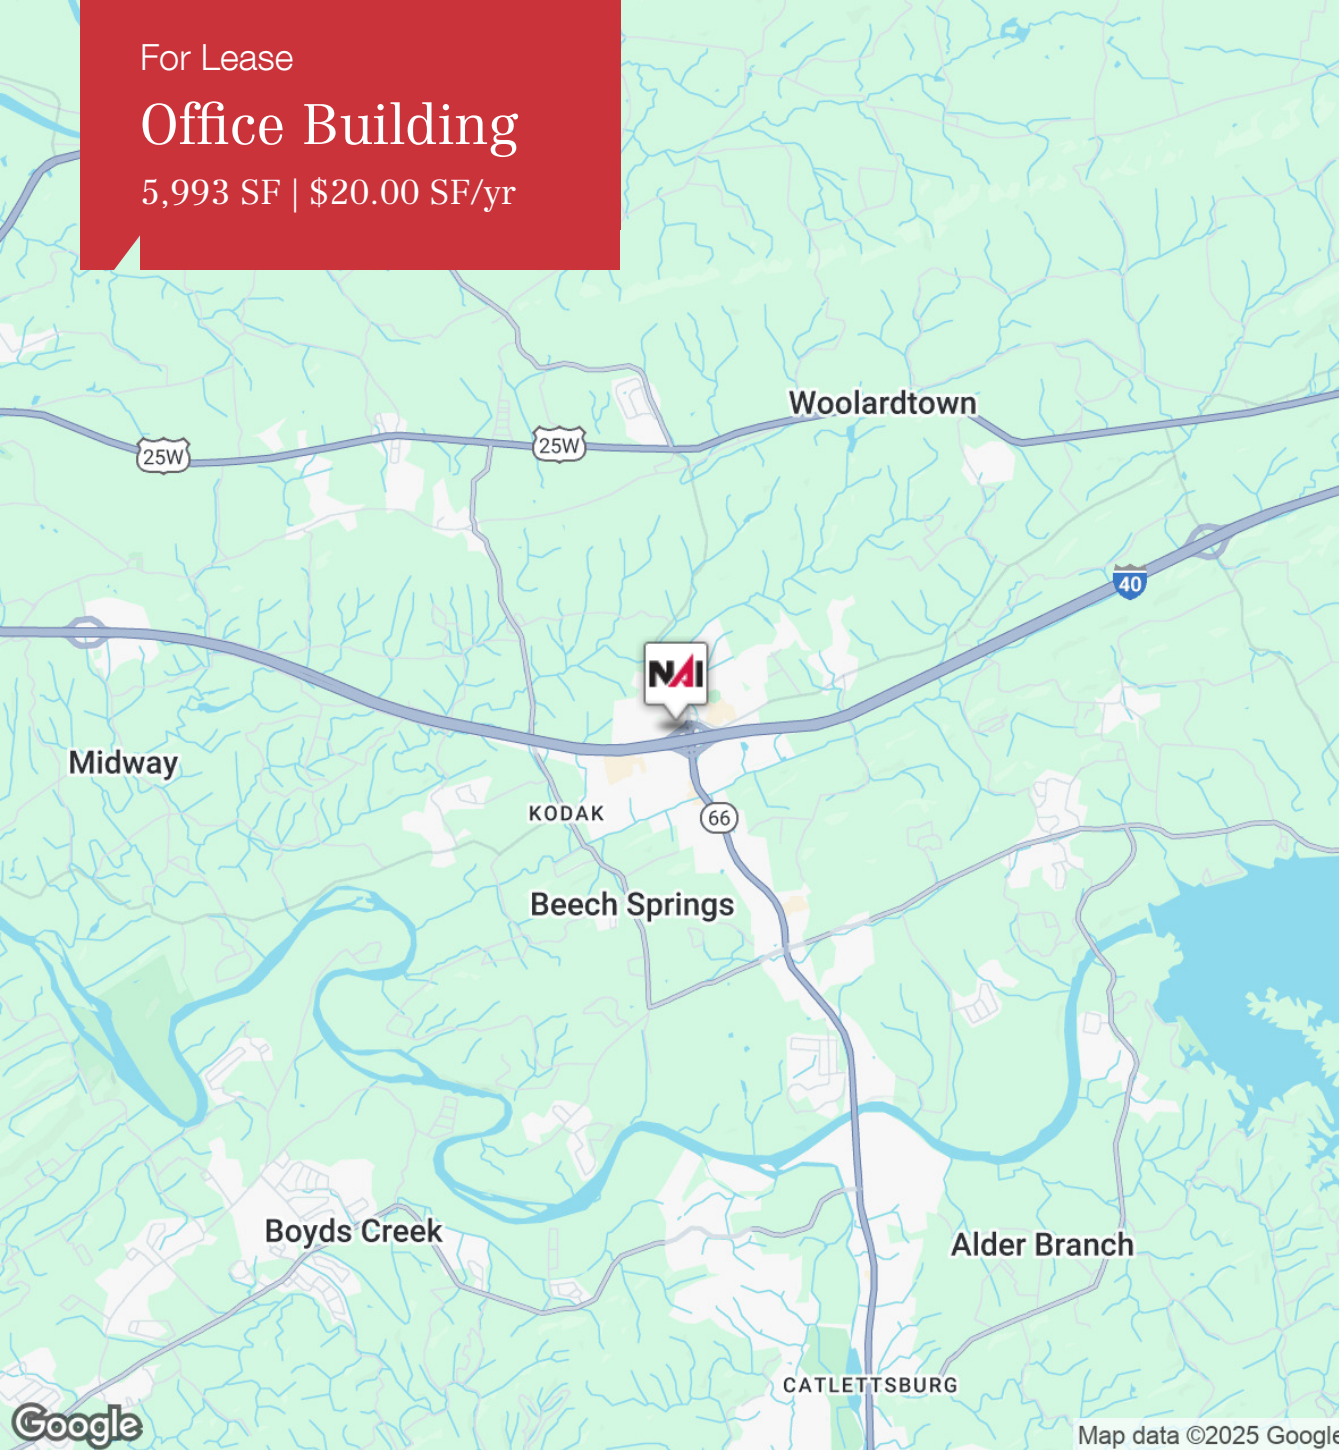 For Lease
Office Building
5,993 SF | $20.00 SF/yr
Woolardtown
25W
25W
40
NAI
Midway
KODAK
66
Beech Springs
Boyds Creek
Alder Branch
CATLETTSBURG
Google
Map data ©2025 Google